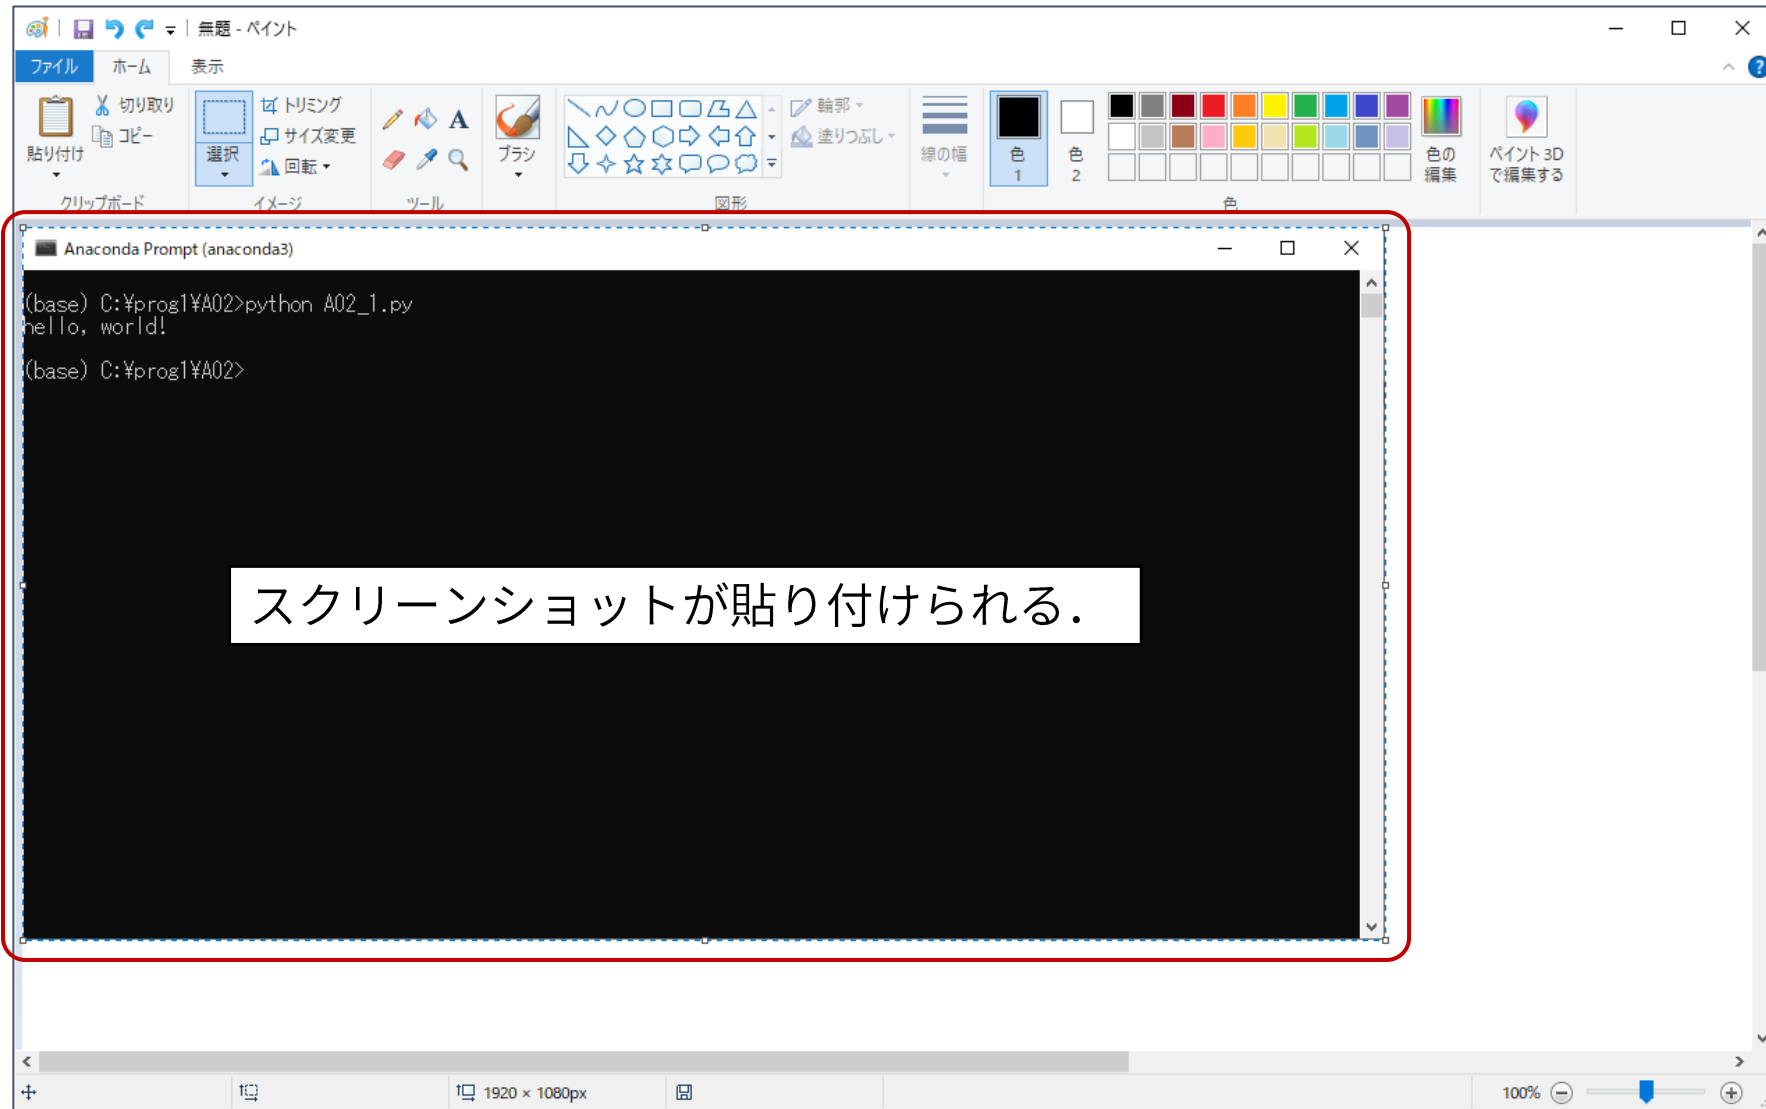 無題 - ペイント
ファイル ホーム 表示
貼り付け
切り取り
コピー
クリップボード
選択
トリミング
サイズ変更
回転
イメージ
A
ツール
ブラシ
図形
輪郭
塗りつぶし
線の幅
色
1
色
2
色の
編集
色
ペイント 3D
で編集する
?
Anaconda Prompt (anaconda3)
(base) C:¥prog1¥A02>python A02_1.py
hello, world!
(base) C:¥prog1¥A02>
スクリーンショットが貼り付けられる．
1920 × 1080px
100%